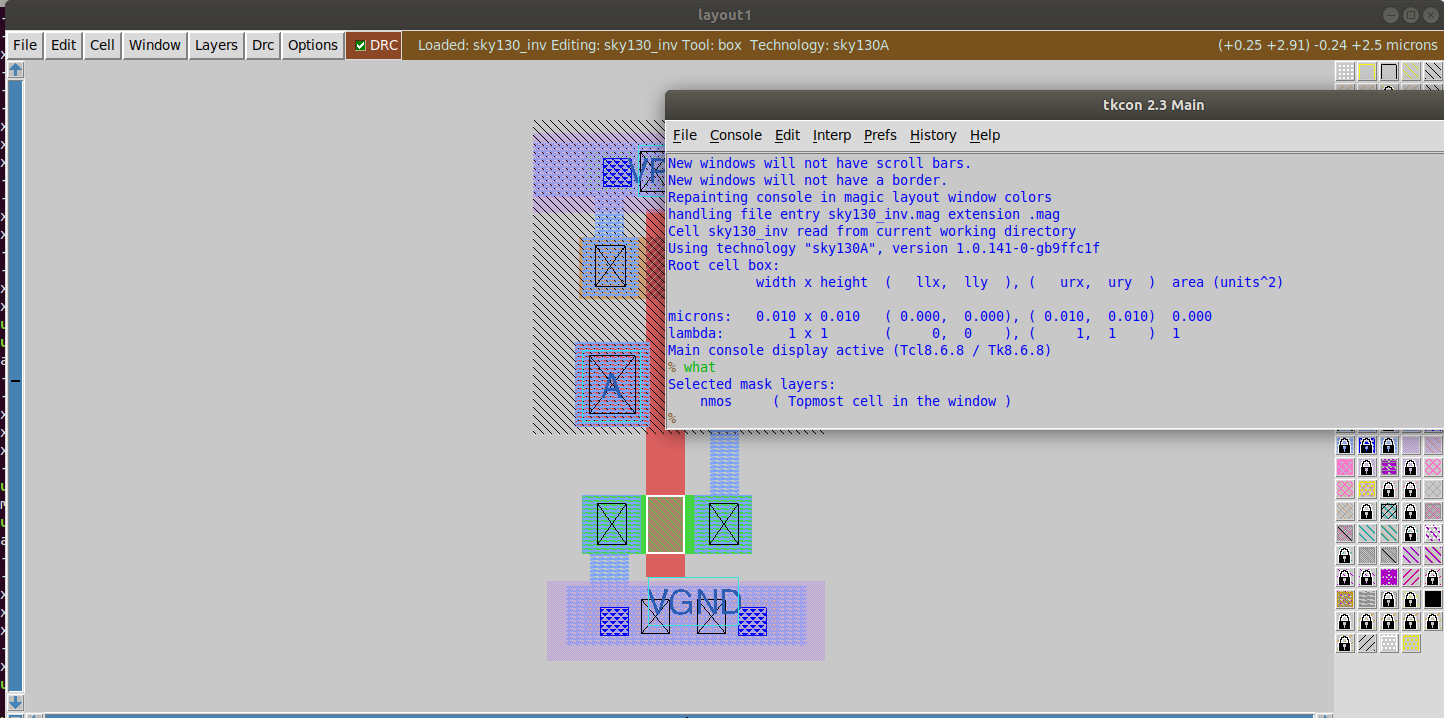 layout1
File Edit Cell Window Layers Drc Options DRC Loaded: sky130_inv Editing: sky130_inv Tool: box Technology: sky130A (+0.25 +2.91) -0.24 +2.5 microns
tkcon 2.3 Main
File Console Edit Interp Prefs History Help
New windows will not have scroll bars.
New windows will not have a border.
Repainting console in magic layout window colors
handling file entry sky130_inv.mag extension .mag
Cell sky130_inv read from current working directory
Using technology "sky130A", version 1.0.141-0-gb9ffc1f
Root cell box:
width x height ( llx, lly ), ( urx, ury ) area (units^2)
microns: 0.010 x 0.010 ( 0.000, 0.000), ( 0.010, 0.010) 0.000
lambda: 1 x 1 ( 0, 0 ), ( 1, 1 ) 1
Main console display active (Tcl8.6.8 / Tk8.6.8)
% what
Selected mask layers:
nmos ( Topmost cell in the window )
%
A
VGND